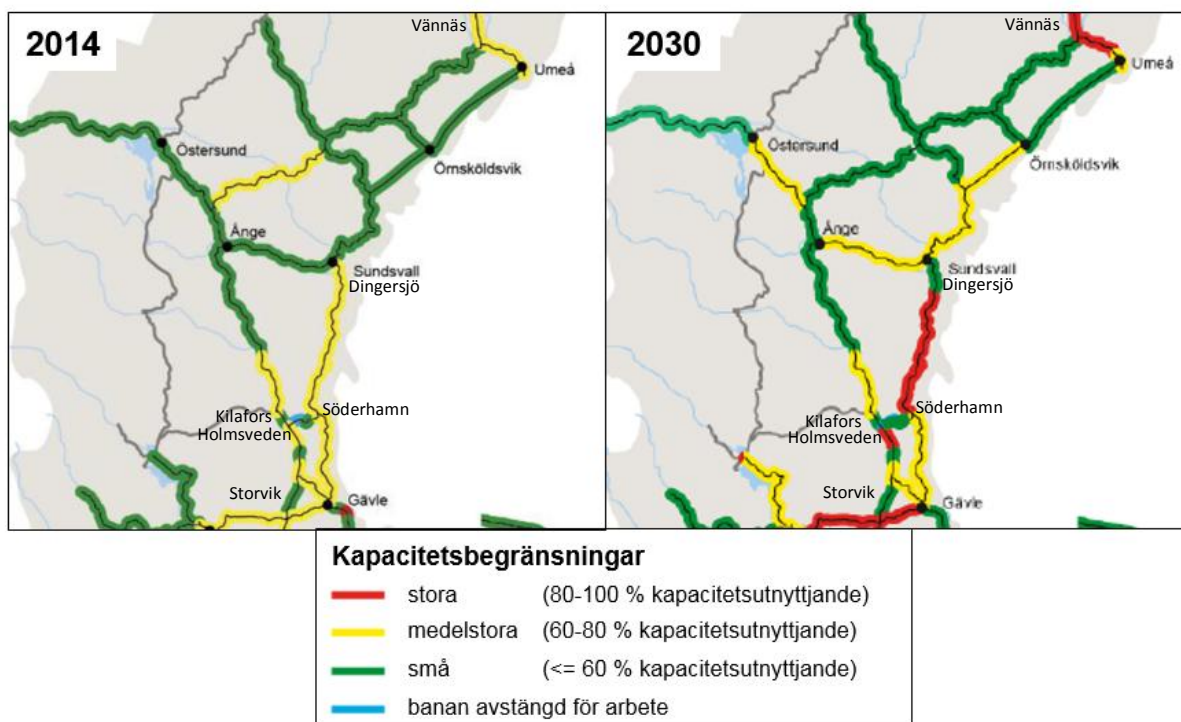 2014
Vännäs
Umeå
Östersund
Örnsköldsvik
Ånge
Sundsvall
Dingersjö
Kilafors
Söderhamn
Holmsveden
Storvik
Gävle
2030
Vännäs
Umeå
Östersund
Örnsköldsvik
Ånge
Sundsvall
Dingersjö
Kilafors
Söderhamn
Holmsveden
Storvik
Gävle
Kapacitetsbegränsningar
stora (80-100 % kapacitetsutnyttjande)
medelstora (60-80 % kapacitetsutnyttjande)
små (<= 60 % kapacitetsutnyttjande)
banan avstängd för arbete